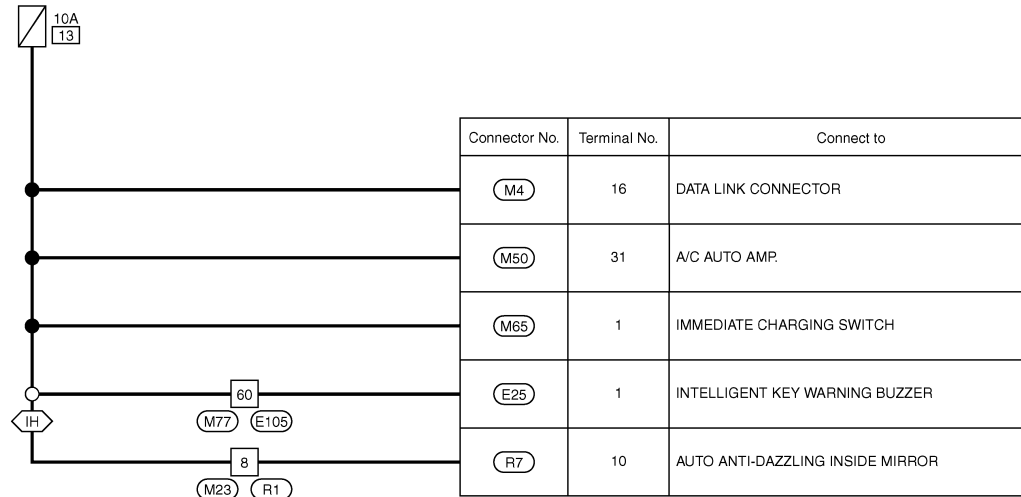 10A
13
Connector No. Terminal No. Connect to
M4 16 DATA LINK CONNECTOR
M50 31 A/C AUTO AMP.
M65 1 IMMEDIATE CHARGING SWITCH
60 E25 1 INTELLIGENT KEY WARNING BUZZER
IH M77 E105
8 R7 10 AUTO ANTI-DAZZLING INSIDE MIRROR
M23 R1